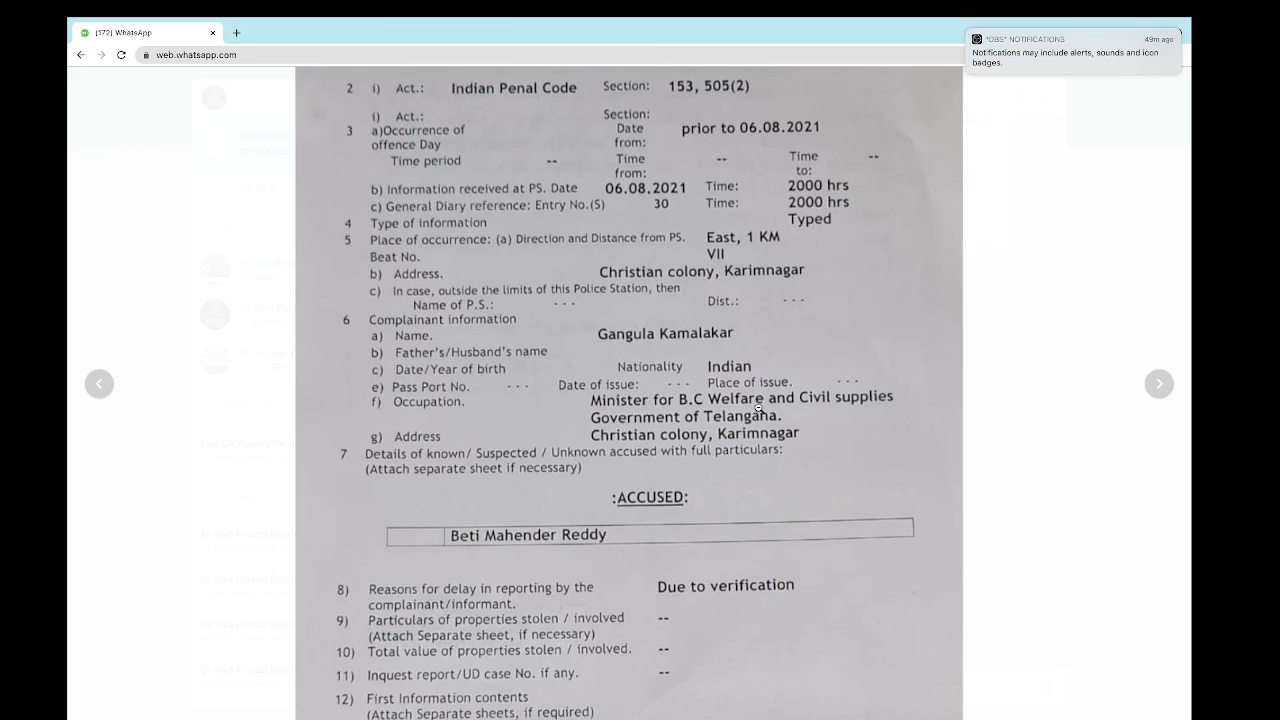 (172) WhatsApp
web.whatsapp.com
"OBS" NOTIFICATIONS 49m ago
Notifications may include alerts, sounds and icon
badges.
2 i) Act.: Indian Penal Code Section: 153, 505(2)
i) Act.: Section:
3 a)Occurrence of Date prior to 06.08.2021
offence Day from:
Time period -- Time -- Time --
from: to:
b) Information received at PS. Date 06.08.2021 Time: 2000 hrs
c) General Diary reference: Entry No.(S) 30 Time: 2000 hrs
4 Type of information Typed
5 Place of occurrence: (a) Direction and Distance from PS. East, 1 KM
Beat No. VII
b) Address. Christian colony, Karimnagar
c) In case, outside the limits of this Police Station, then
Name of P.S.: - - - Dist.: - - -
6 Complainant information
a) Name. Gangula Kamalakar
b) Father's/Husband's name
c) Date/Year of birth Nationality Indian
e) Pass Port No. - - - Date of issue: - - - Place of issue. - - -
f) Occupation. Minister for B.C Welfare and Civil supplies
Government of Telangana.
g) Address Christian colony, Karimnagar
7 Details of known/ Suspected / Unknown accused with full particulars:
(Attach separate sheet if necessary)
:ACCUSED:
Beti Mahender Reddy
8) Reasons for delay in reporting by the Due to verification
complainant/informant.
9) Particulars of properties stolen / involved --
(Attach Separate sheet, if necessary)
10) Total value of properties stolen / involved. --
11) Inquest report/UD case No. if any. --
12) First Information contents
(Attach Separate sheets, if required)